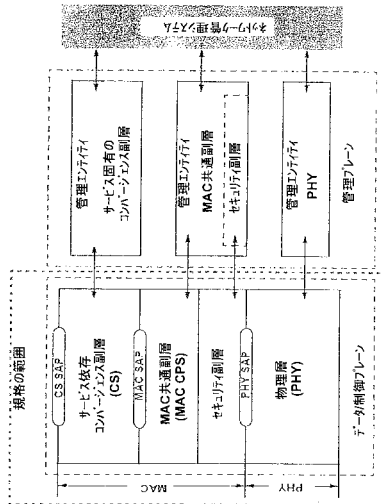 規格の範囲
CS SAP
サービス依存
コンバージェンス副層
(CS)
MAC SAP
MAC共通副層
(MAC CPS)
セキュリティ副層
PHY SAP
物理層
(PHY)
データ/制御プレーン
MAC
PHY
管理エンティティ
サービス固有の
コンバージェンス副層
管理エンティティ
MAC共通副層
セキュリティ副層
管理エンティティ
PHY
管理プレーン
ネットワーク管理システム